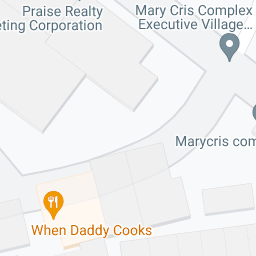 Praise Realty
eting Corporation
Mary Cris Complex
Executive Village...
Marycris com
When Daddy Cooks